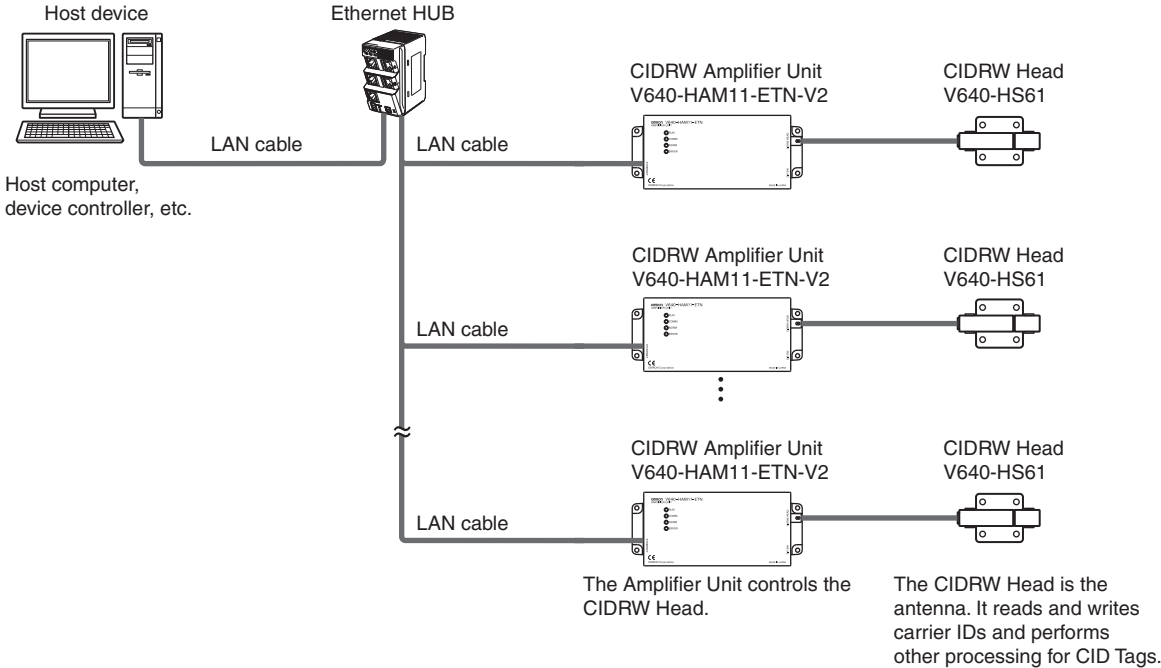 Host device
Ethernet HUB
CIDRW Amplifier Unit
V640-HAM11-ETN-V2
CIDRW Head
V640-HS61
LAN cable
LAN cable
Host computer,
device controller, etc.
CIDRW Amplifier Unit
V640-HAM11-ETN-V2
CIDRW Head
V640-HS61
LAN cable
CIDRW Amplifier Unit
V640-HAM11-ETN-V2
CIDRW Head
V640-HS61
LAN cable
The Amplifier Unit controls the
CIDRW Head.
The CIDRW Head is the
antenna. It reads and writes
carrier IDs and performs
other processing for CID Tags.